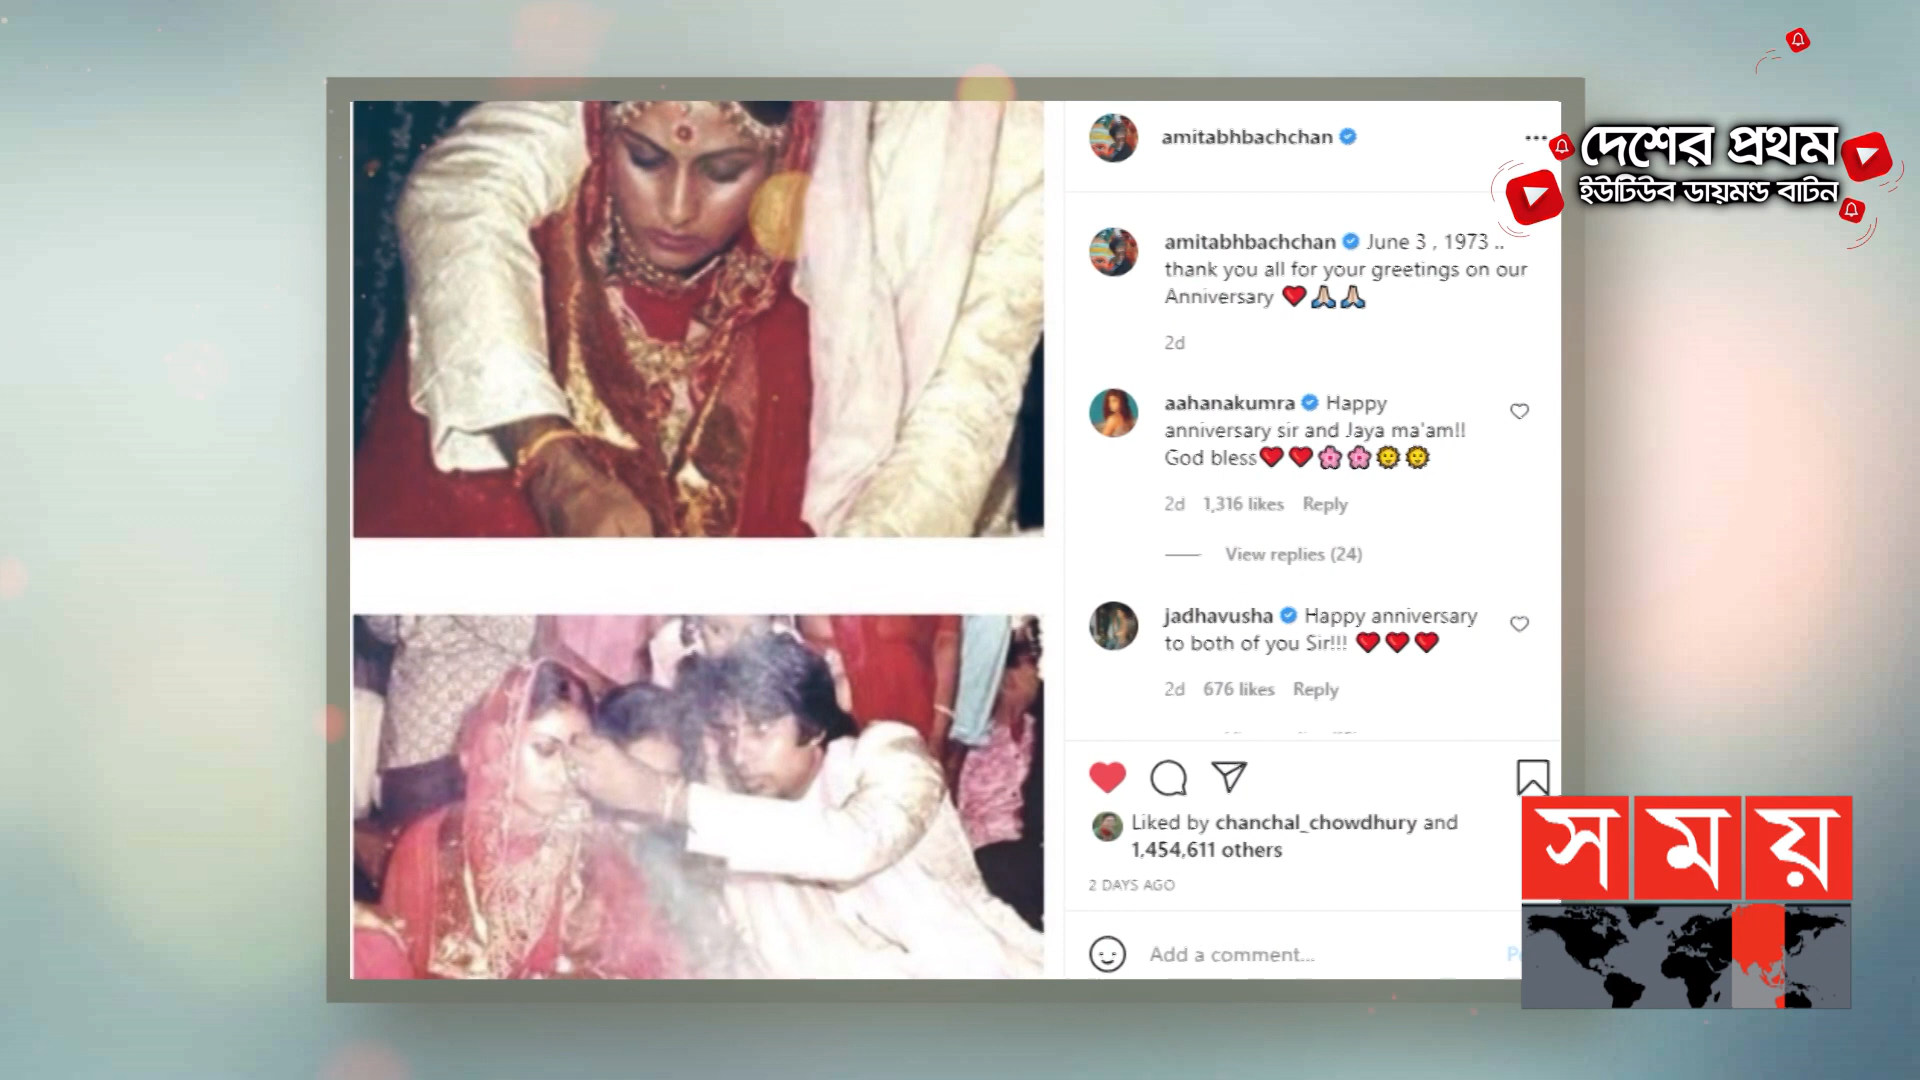 amitabhbachchan
amitabhbachchan June 3 , 1973 ..
thank you all for your greetings on our
Anniversary ❤️🙏🙏
2d
aahanakumra Happy
anniversary sir and Jaya ma'am!!
God bless❤️❤️🌸🌸🌞🌞
2d 1,316 likes Reply
View replies (24)
jadhavusha Happy anniversary
to both of you Sir!!! ❤️❤️❤️
2d 676 likes Reply
Liked by chanchal_chowdhury and
1,454,611 others
2 DAYS AGO
Add a comment...
দেশের প্রথম
ইউটিউব ডায়মন্ড বাটন
সময়